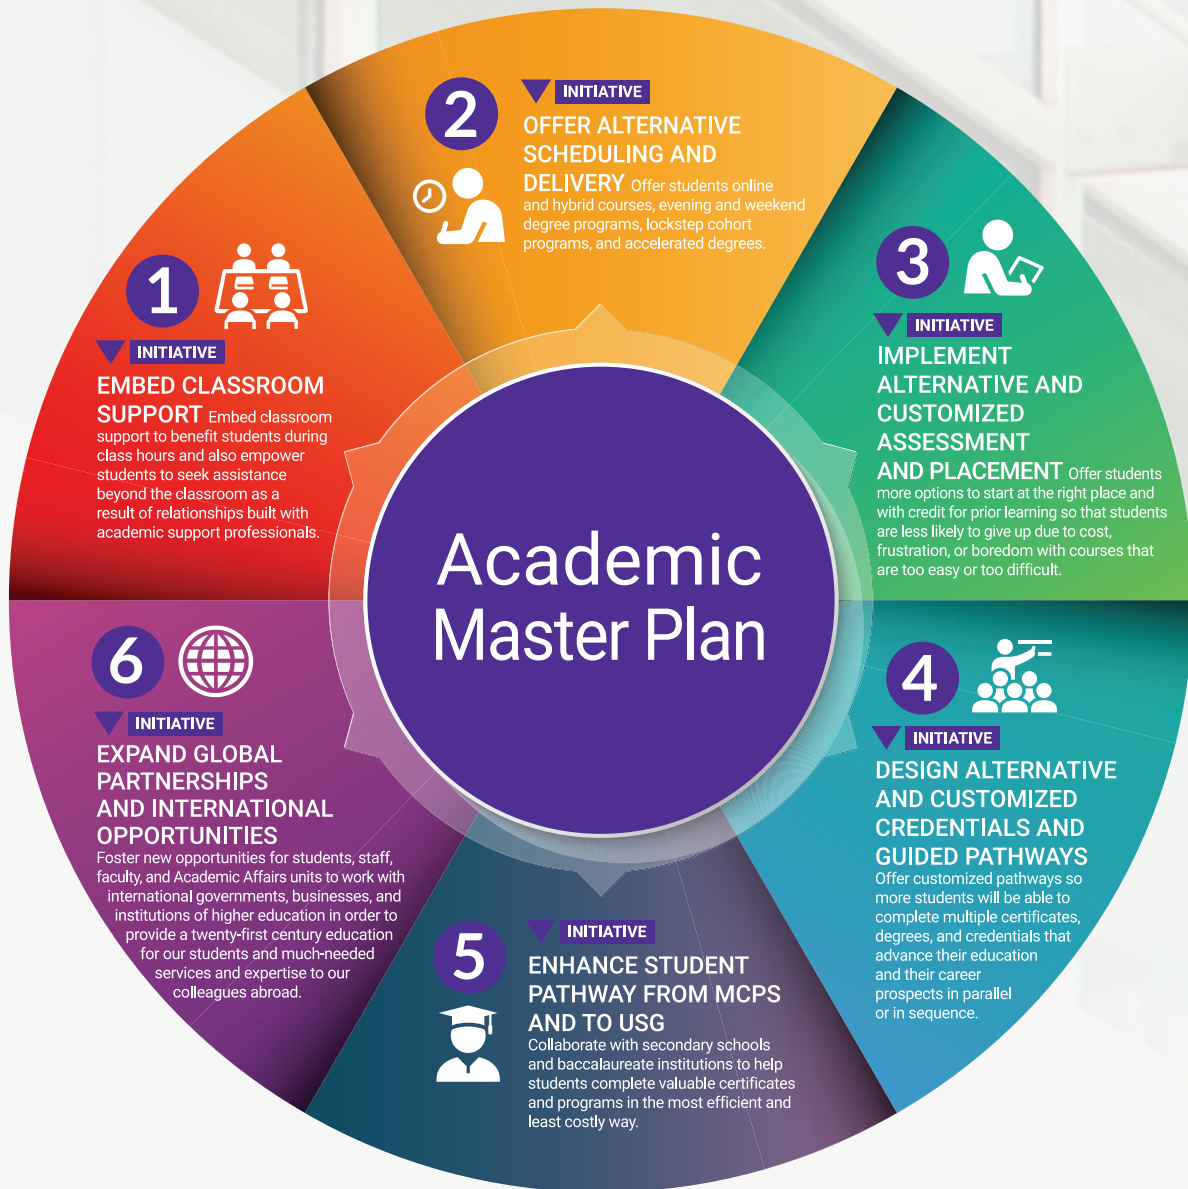 Academic
Master Plan
1
INITIATIVE
EMBED CLASSROOM
SUPPORT Embed classroom
support to benefit students during
class hours and also empower
students to seek assistance
beyond the classroom as a
result of relationships built with
academic support professionals.
2
INITIATIVE
OFFER ALTERNATIVE
SCHEDULING AND
DELIVERY Offer students online
and hybrid courses, evening and weekend
degree programs, lockstep cohort
programs, and accelerated degrees.
3
INITIATIVE
IMPLEMENT
ALTERNATIVE AND
CUSTOMIZED
ASSESSMENT
AND PLACEMENT Offer students
more options to start at the right place and
with credit for prior learning so that students
are less likely to give up due to cost,
frustration, or boredom with courses that
are too easy or too difficult.
4
INITIATIVE
DESIGN ALTERNATIVE
AND CUSTOMIZED
CREDENTIALS AND
GUIDED PATHWAYS
Offer customized pathways so
more students will be able to
complete multiple certificates,
degrees, and credentials that
advance their education
and their career
prospects in parallel
or in sequence.
5
INITIATIVE
ENHANCE STUDENT
PATHWAY FROM MCPS
AND TO USG
Collaborate with secondary schools
and baccalaureate institutions to help
students complete valuable certificates
and programs in the most efficient and
least costly way.
6
INITIATIVE
EXPAND GLOBAL
PARTNERSHIPS
AND INTERNATIONAL
OPPORTUNITIES
Foster new opportunities for students, staff,
faculty, and Academic Affairs units to work with
international governments, businesses, and
institutions of higher education in order to
provide a twenty-first century education
for our students and much-needed
services and expertise to our
colleagues abroad.